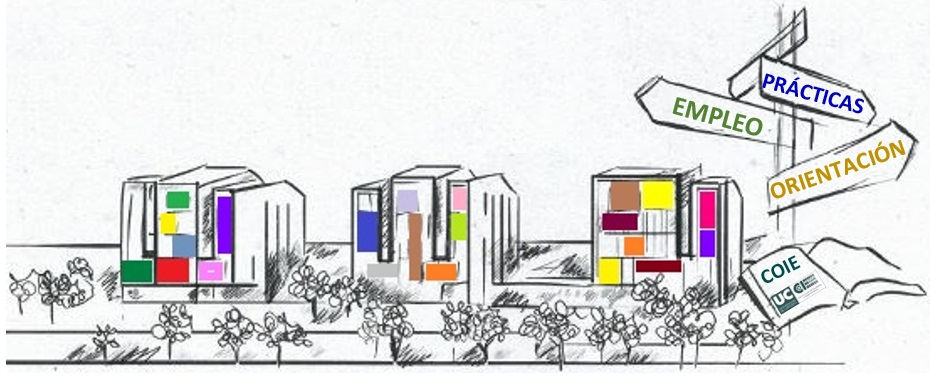 PRÁCTICAS
EMPLEO
ORIENTACIÓN
COIE
UC